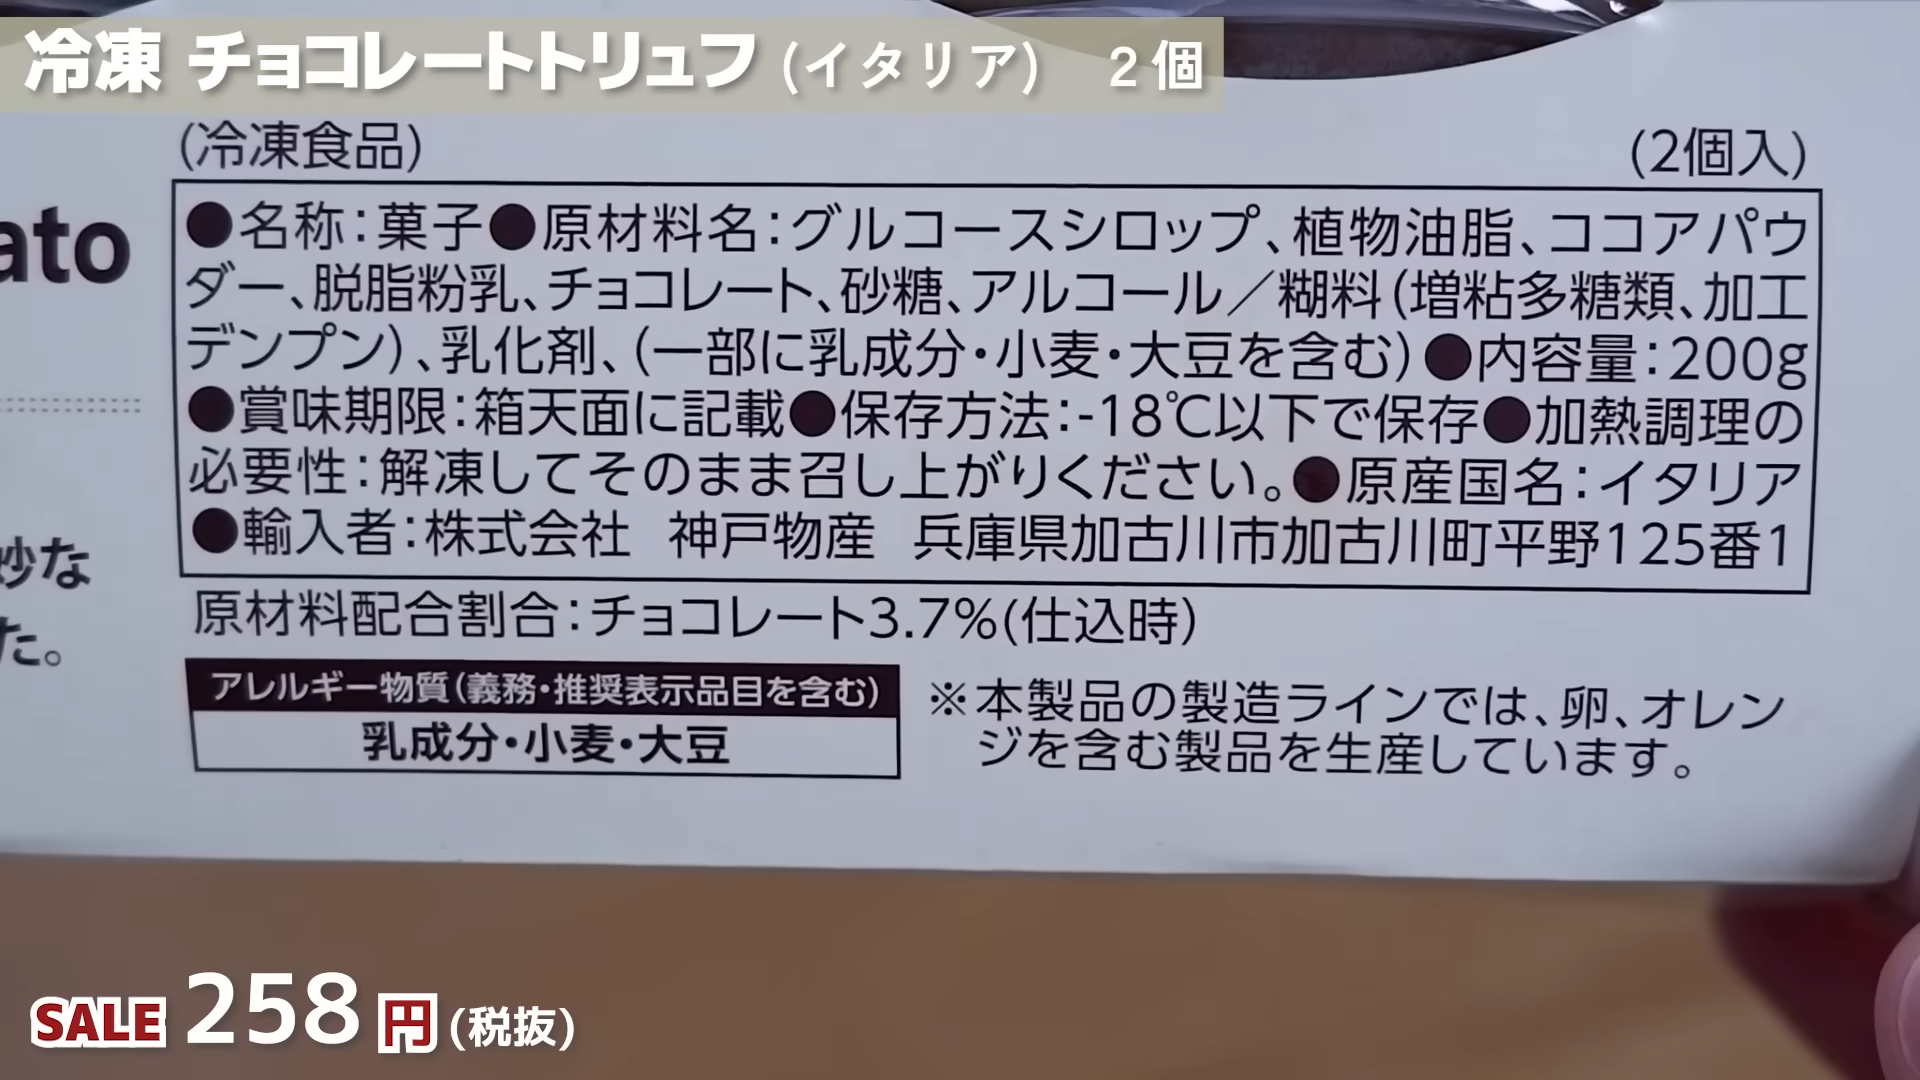 冷凍 チョコレートトリュフ (イタリア) 2個
(冷凍食品) (2個入)
●名称:菓子●原材料名:グルコースシロップ、植物油脂、ココアパウ
ダー、脱脂粉乳、チョコレート、砂糖、アルコール/糊料(増粘多糖類、加工
デンプン)、乳化剤、(一部に乳成分・小麦・大豆を含む)●内容量:200g
●賞味期限:箱天面に記載●保存方法:-18℃以下で保存●加熱調理の
必要性:解凍してそのまま召し上がりください。●原産国名:イタリア
●輸入者:株式会社 神戸物産 兵庫県加古川市加古川町平野125番1
原材料配合割合:チョコレート3.7%(仕込時)
アレルギー物質(義務・推奨表示品目を含む)
乳成分・小麦・大豆
※本製品の製造ラインでは、卵、オレン
ジを含む製品を生産しています。
ato
妙な
た。
SALE 258円(税抜)